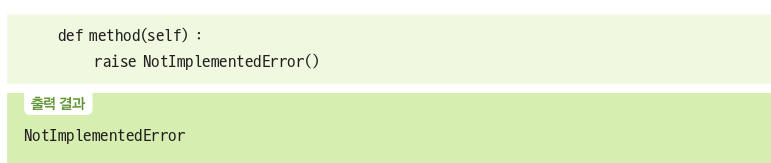 def method(self) :
raise NotImplementedError()
출력 결과
NotImplementedError